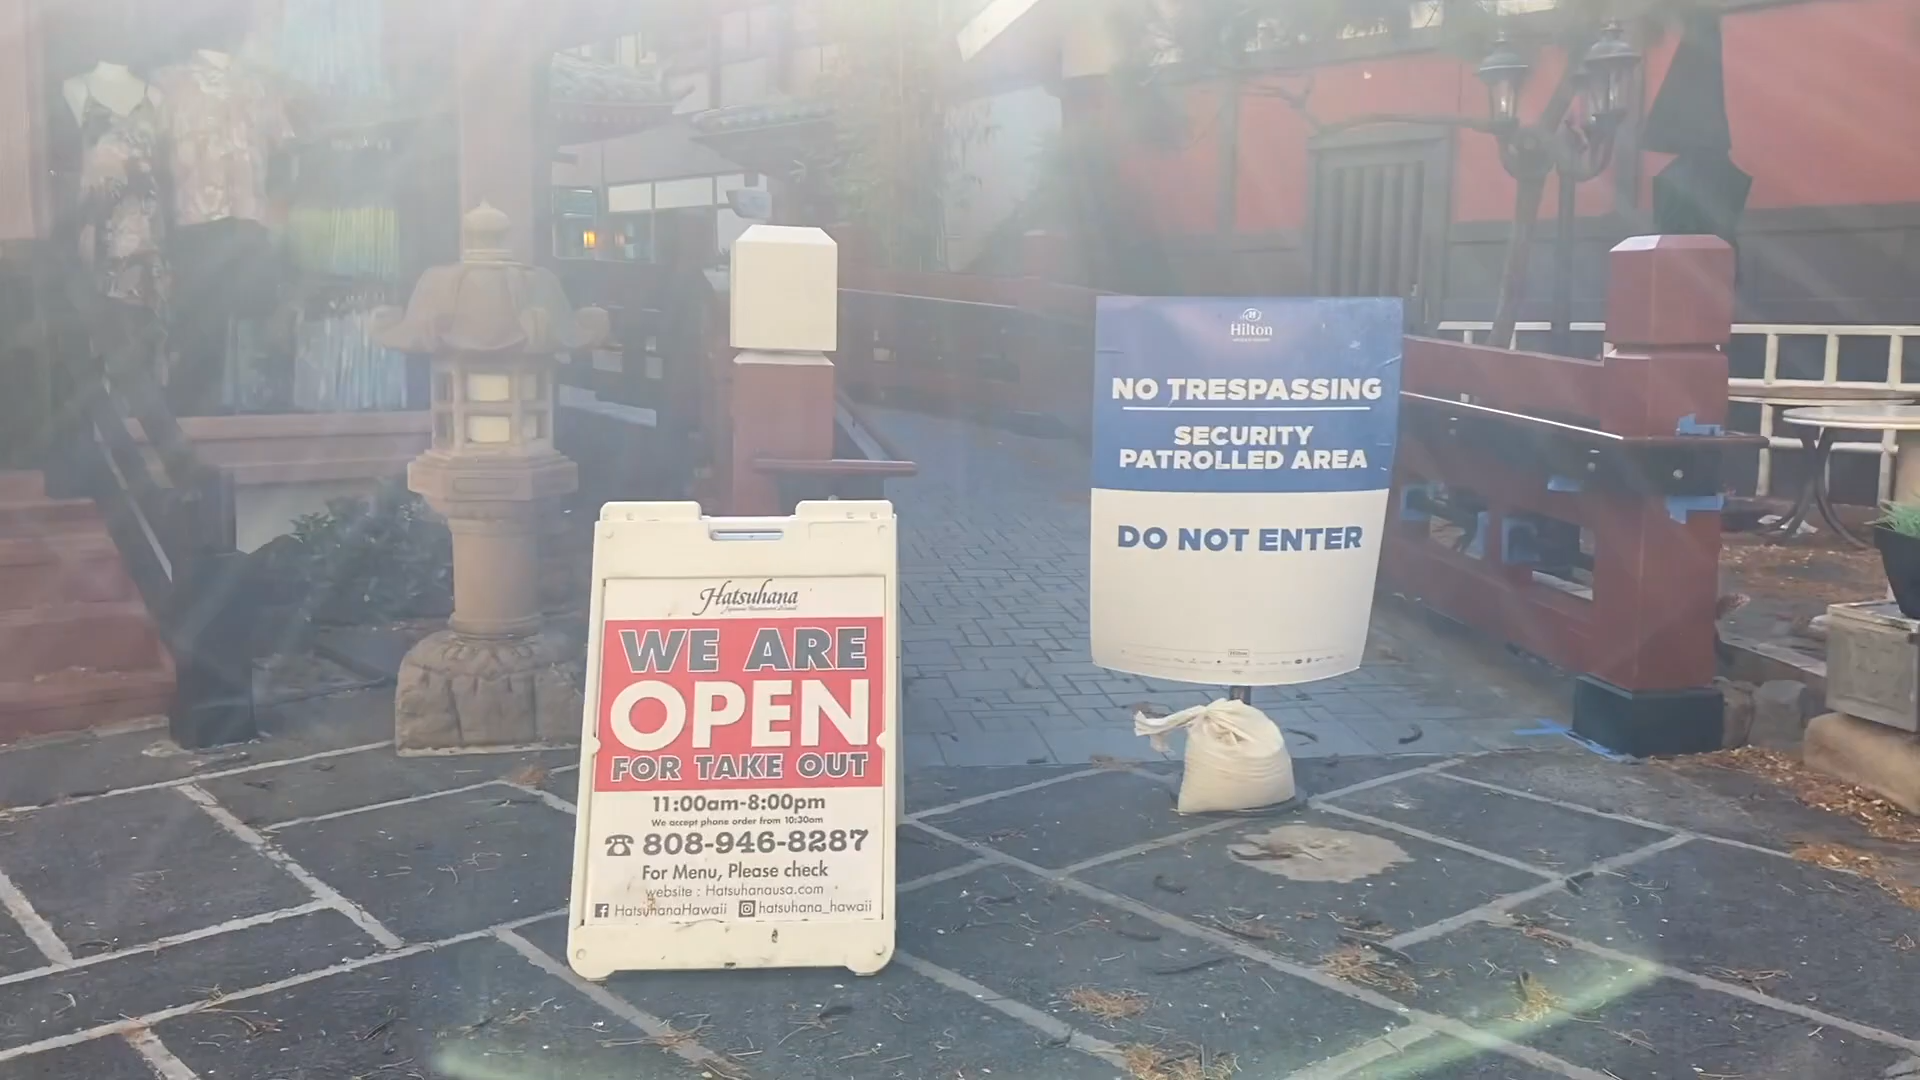 Hatsuhana
WE ARE
OPEN
FOR TAKE OUT
11:00am-8:00pm
We accept phone order from 10:30am
808-946-8287
For Menu, Please check
website : Hatsuhanausa.com
HatsuhanaHawaii hatsuhana_hawaii
Hilton
NO TRESPASSING
SECURITY
PATROLLED AREA
DO NOT ENTER
Hilton